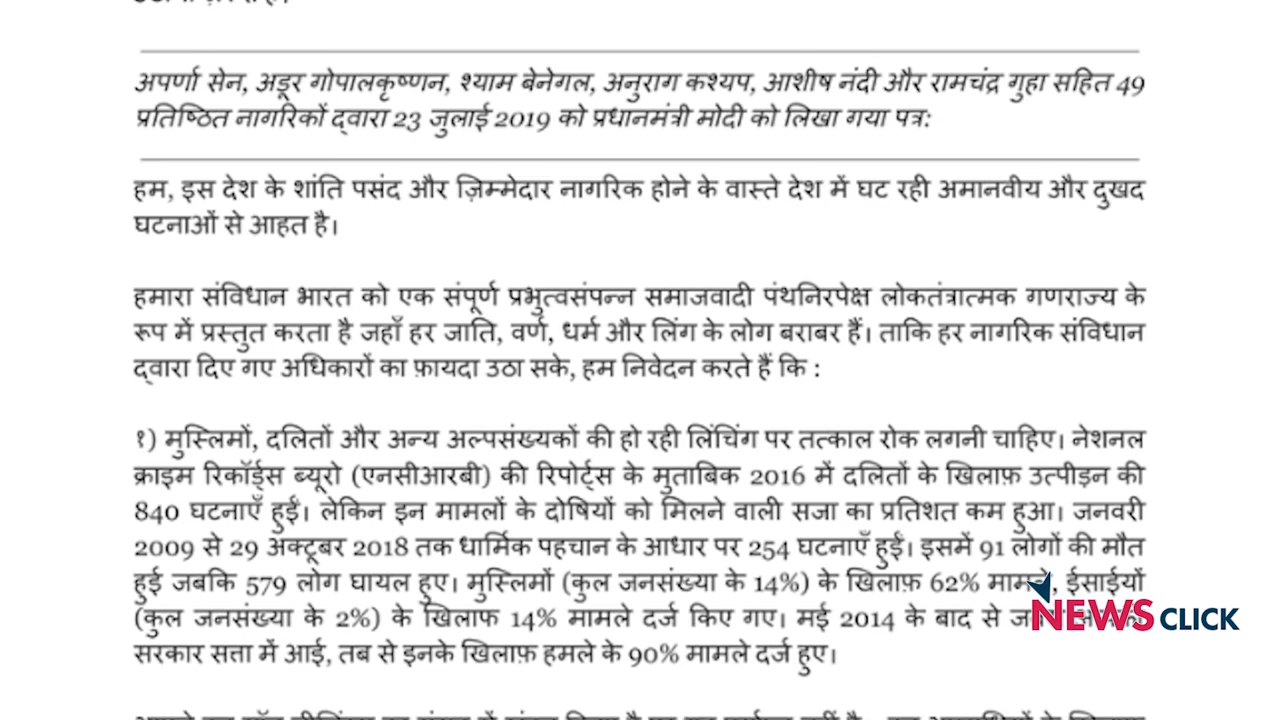 अपर्णा सेन, अडूर गोपालकृष्णन, श्याम बेनेगल, अनुराग कश्यप, आशीष नंदी और रामचंद्र गुहा सहित 49
प्रतिष्ठित नागरिकों द्वारा 23 जुलाई 2019 को प्रधानमंत्री मोदी को लिखा गया पत्र:
हम, इस देश के शांति पसंद और ज़िम्मेदार नागरिक होने के वास्ते देश में घट रही अमानवीय और दुखद
घटनाओं से आहत है।
हमारा संविधान भारत को एक संपूर्ण प्रभुत्वसंपन्न समाजवादी पंथनिरपेक्ष लोकतंत्रात्मक गणराज्य के
रूप में प्रस्तुत करता है जहाँ हर जाति, वर्ण, धर्म और लिंग के लोग बराबर हैं। ताकि हर नागरिक संविधान
द्वारा दिए गए अधिकारों का फ़ायदा उठा सके, हम निवेदन करते हैं कि :
१) मुस्लिमों, दलितों और अन्य अल्पसंख्यकों की हो रही लिंचिंग पर तत्काल रोक लगनी चाहिए। नेशनल
क्राइम रिकॉर्ड्स ब्यूरो (एनसीआरबी) की रिपोर्ट्स के मुताबिक 2016 में दलितों के खिलाफ़ उत्पीड़न की
840 घटनाएँ हुईं। लेकिन इन मामलों के दोषियों को मिलने वाली सजा का प्रतिशत कम हुआ। जनवरी
2009 से 29 अक्टूबर 2018 तक धार्मिक पहचान के आधार पर 254 घटनाएँ हुईं। इसमें 91 लोगों की मौत
हुई जबकि 579 लोग घायल हुए। मुस्लिमों (कुल जनसंख्या के 14%) के खिलाफ़ 62% मामले, ईसाईयों
(कुल जनसंख्या के 2%) के खिलाफ 14% मामले दर्ज किए गए। मई 2014 के बाद से
सरकार सत्ता में आई, तब से इनके खिलाफ़ हमले के 90% मामले दर्ज हुए।
NEWSCLICK